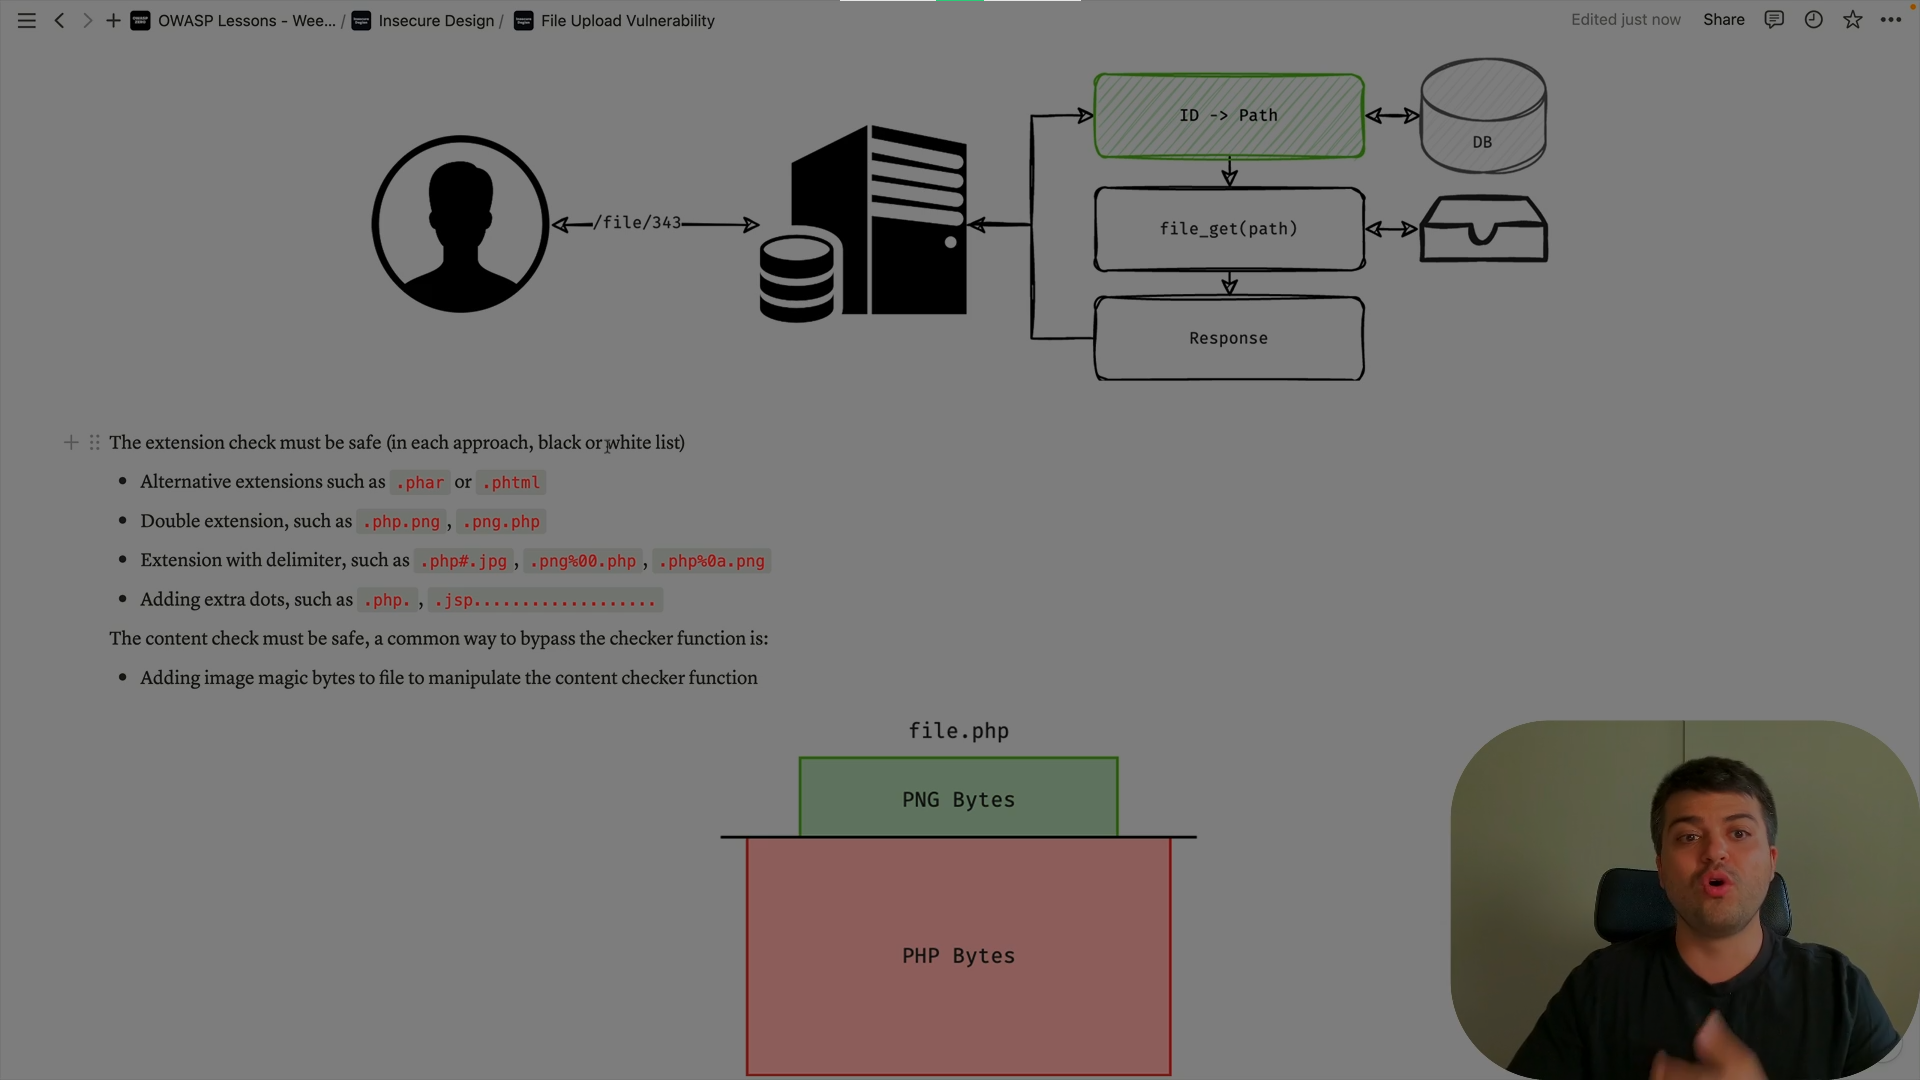 OWASP Lessons - Wee... / Insecure Design / File Upload Vulnerability
Edited just now Share
ID -> Path
DB
/file/343
file_get(path)
Response
The extension check must be safe (in each approach, black or white list)
• Alternative extensions such as .phar or .phtml
• Double extension, such as .php.png , .png.php
• Extension with delimiter, such as .php#.jpg , .png%00.php , .php%0a.png
• Adding extra dots, such as .php. , .jsp...................
The content check must be safe, a common way to bypass the checker function is:
• Adding image magic bytes to file to manipulate the content checker function
file.php
PNG Bytes
PHP Bytes